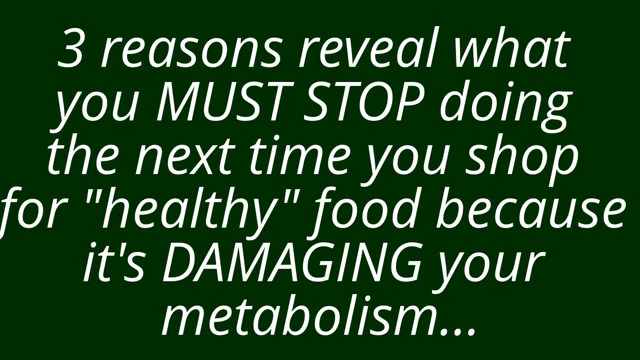 3 reasons reveal what
you MUST STOP doing
the next time you shop
for "healthy" food because
it's DAMAGING your
metabolism...